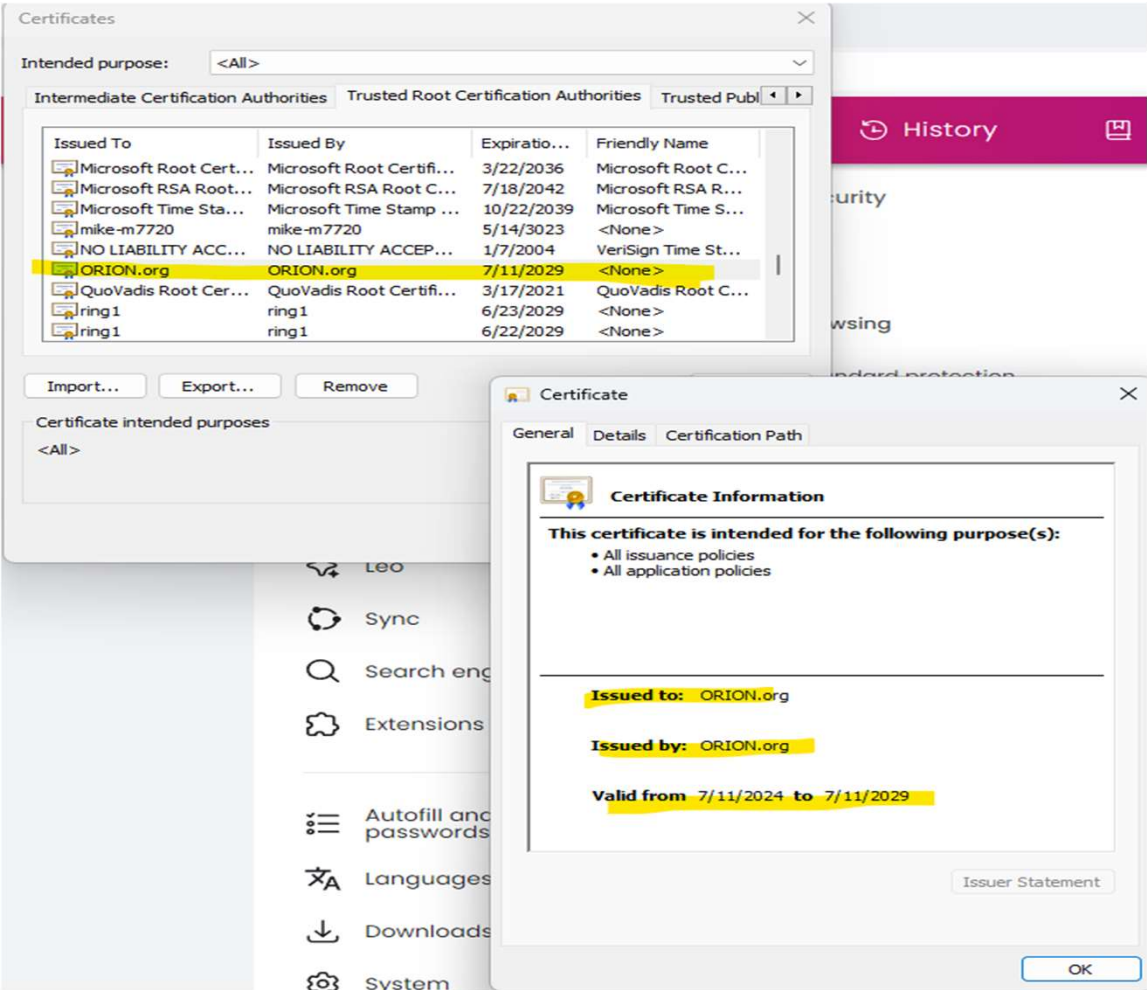 Certificates
Intended purpose: <All>
Intermediate Certification Authorities Trusted Root Certification Authorities Trusted Publ
Issued To Issued By Expiratio... Friendly Name
Microsoft Root Cert... Microsoft Root Certifi... 3/22/2036 Microsoft Root C...
Microsoft RSA Root... Microsoft RSA Root C... 7/18/2042 Microsoft RSA R...
Microsoft Time Sta... Microsoft Time Stamp ... 10/22/2039 Microsoft Time S...
mike-m7720 mike-m7720 5/14/3023 <None>
NO LIABILITY ACC... NO LIABILITY ACCEP... 1/7/2004 VeriSign Time St...
ORION.org ORION.org 7/11/2029 <None>
QuoVadis Root Cer... QuoVadis Root Certifi... 3/17/2021 QuoVadis Root C...
ring1 ring1 6/23/2029 <None>
ring1 ring1 6/22/2029 <None>
Import... Export... Remove
Certificate intended purposes
<All>
History
urity
wsing
ndard protection
Certificate
General Details Certification Path
Certificate Information
This certificate is intended for the following purpose(s):
• All issuance policies
• All application policies
Issued to: ORION.org
Issued by: ORION.org
Valid from 7/11/2024 to 7/11/2029
Issuer Statement
OK
Leo
Sync
Search eng
Extensions
Autofill and
passwords
Languages
Downloads
System